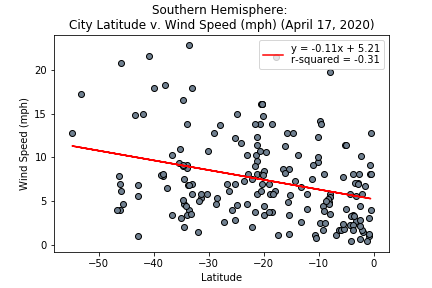 Southern Hemisphere:
City Latitude v. Wind Speed (mph) (April 17, 2020)
y = -0.11x + 5.21
r-squared = -0.31
20
15
10
5
0
Wind Speed (mph)
−50
−40
−30
−20
−10
0
Latitude